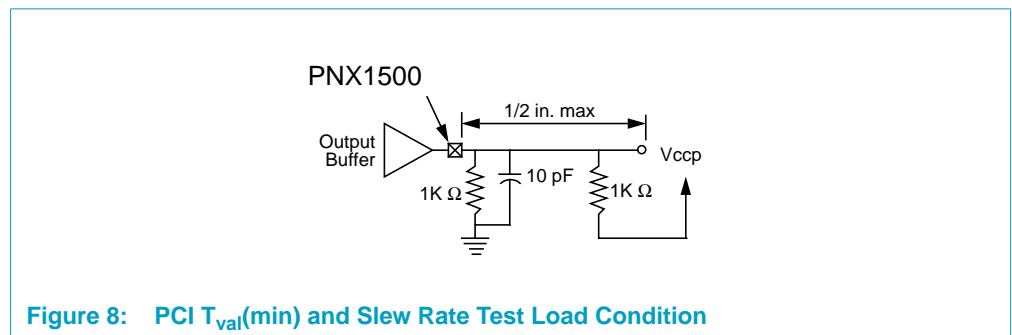 PNX1500
1/2 in. max
Output
Buffer
Vccp
10 pF
1K Ω
1K Ω
Figure 8: PCI Tval(min) and Slew Rate Test Load Condition